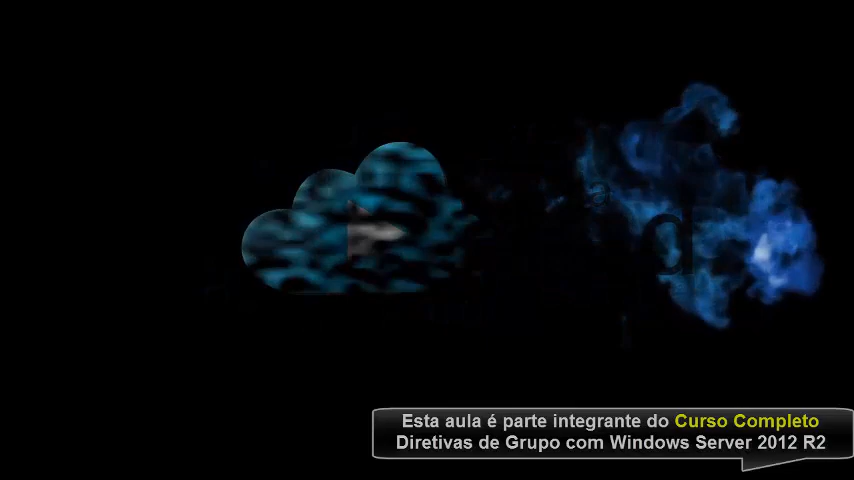 Esta aula é parte integrante do Curso Completo
Diretivas de Grupo com Windows Server 2012 R2